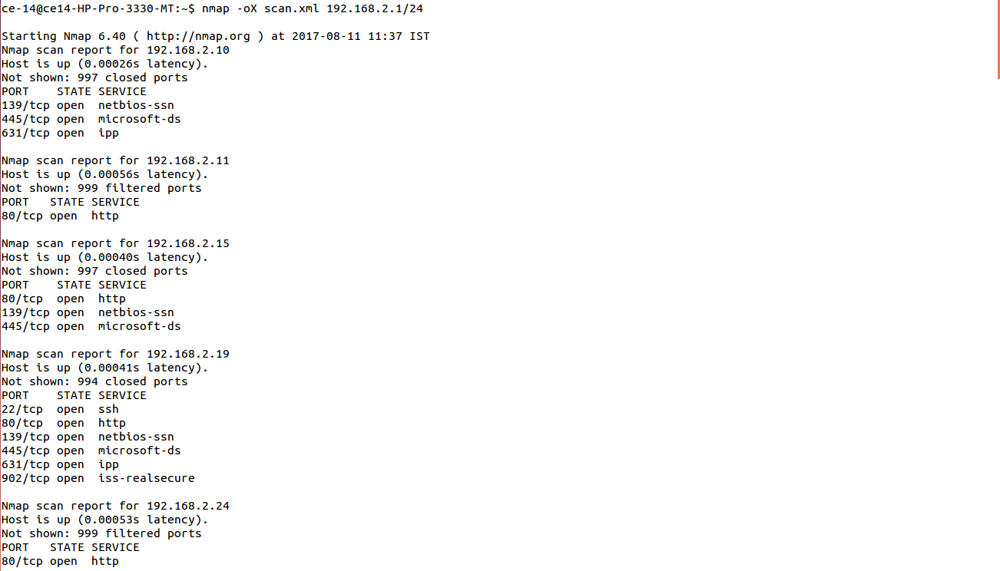 ce-14@ce14-HP-Pro-3330-MT:~$ nmap -oX scan.xml 192.168.2.1/24
Starting Nmap 6.40 ( http://nmap.org ) at 2017-08-11 11:37 IST
Nmap scan report for 192.168.2.10
Host is up (0.00026s latency).
Not shown: 997 closed ports
PORT    STATE SERVICE
139/tcp open  netbios-ssn
445/tcp open  microsoft-ds
631/tcp open  ipp
Nmap scan report for 192.168.2.11
Host is up (0.00056s latency).
Not shown: 999 filtered ports
PORT   STATE SERVICE
80/tcp open  http
Nmap scan report for 192.168.2.15
Host is up (0.00040s latency).
Not shown: 997 closed ports
PORT    STATE SERVICE
80/tcp  open  http
139/tcp open  netbios-ssn
445/tcp open  microsoft-ds
Nmap scan report for 192.168.2.19
Host is up (0.00041s latency).
Not shown: 994 closed ports
PORT    STATE SERVICE
22/tcp  open  ssh
80/tcp  open  http
139/tcp open  netbios-ssn
445/tcp open  microsoft-ds
631/tcp open  ipp
902/tcp open  iss-realsecure
Nmap scan report for 192.168.2.24
Host is up (0.00053s latency).
Not shown: 999 filtered ports
PORT   STATE SERVICE
80/tcp open  http